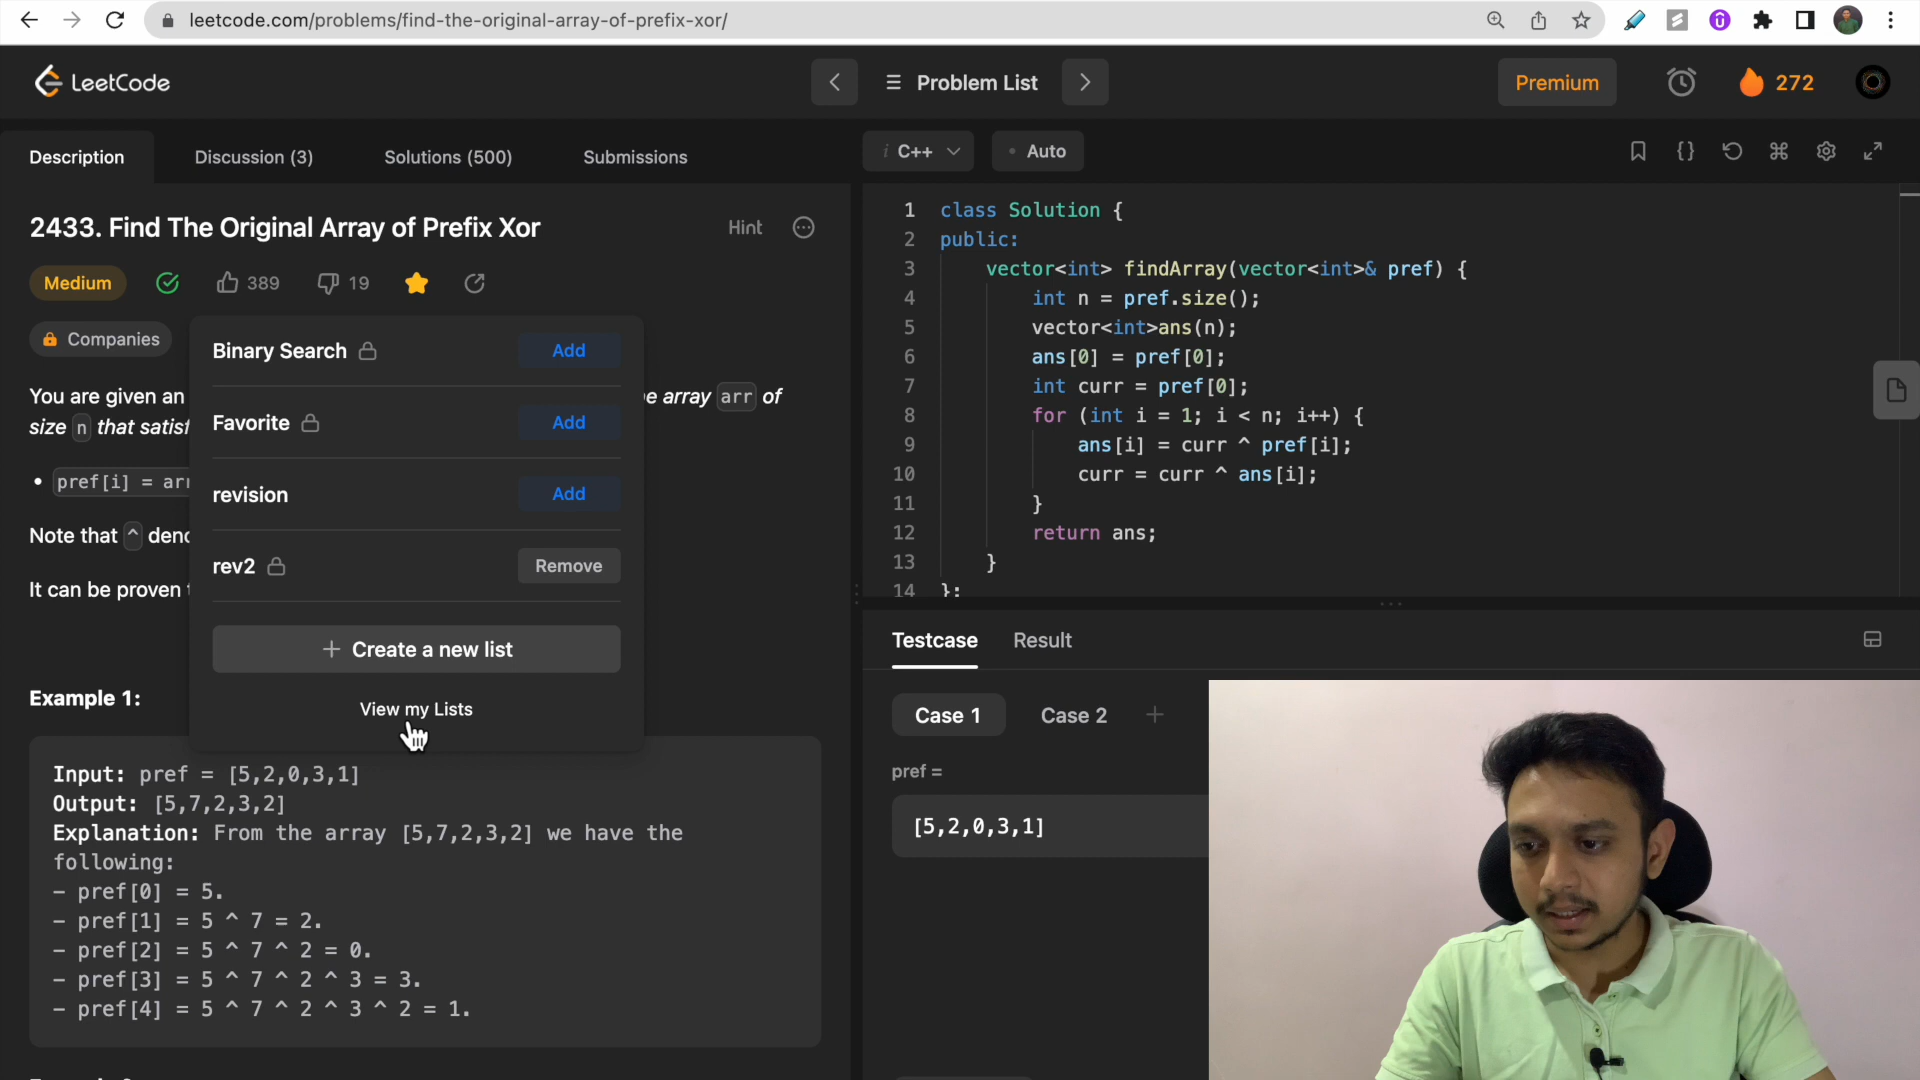 leetcode.com/problems/find-the-original-array-of-prefix-xor/
LeetCode
Problem List
Premium
272
Description
Discussion (3)
Solutions (500)
Submissions
i C++
Auto
2433. Find The Original Array of Prefix Xor
Hint
Medium
389
19
Companies
You are given an
e array arr of
size n that satisf
pref[i] = arr
Note that ^ deno
It can be proven t
Binary Search
Add
Favorite
Add
revision
Add
rev2
Remove
+ Create a new list
View my Lists
Example 1:
Input: pref = [5,2,0,3,1]
Output: [5,7,2,3,2]
Explanation: From the array [5,7,2,3,2] we have the
following:
- pref[0] = 5.
- pref[1] = 5 ^ 7 = 2.
- pref[2] = 5 ^ 7 ^ 2 = 0.
- pref[3] = 5 ^ 7 ^ 2 ^ 3 = 3.
- pref[4] = 5 ^ 7 ^ 2 ^ 3 ^ 2 = 1.
1 class Solution {
2 public:
3 vector<int> findArray(vector<int>& pref) {
4 int n = pref.size();
5 vector<int>ans(n);
6 ans[0] = pref[0];
7 int curr = pref[0];
8 for (int i = 1; i < n; i++) {
9 ans[i] = curr ^ pref[i];
10 curr = curr ^ ans[i];
11 }
12 return ans;
13 }
14 };
Testcase
Result
Case 1
Case 2
+
pref =
[5,2,0,3,1]